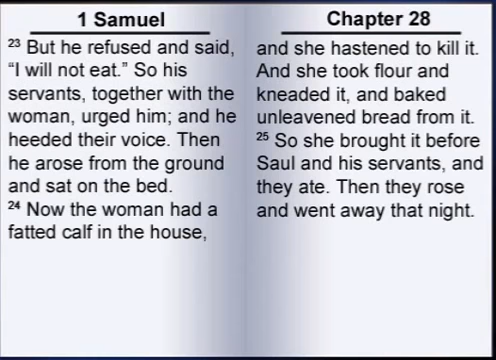 1 Samuel
23 But he refused and said,
“I will not eat.” So his
servants, together with the
woman, urged him; and he
heeded their voice. Then
he arose from the ground
and sat on the bed.
24 Now the woman had a
fatted calf in the house,
Chapter 28
and she hastened to kill it.
And she took flour and
kneaded it, and baked
unleavened bread from it.
25 So she brought it before
Saul and his servants, and
they ate. Then they rose
and went away that night.